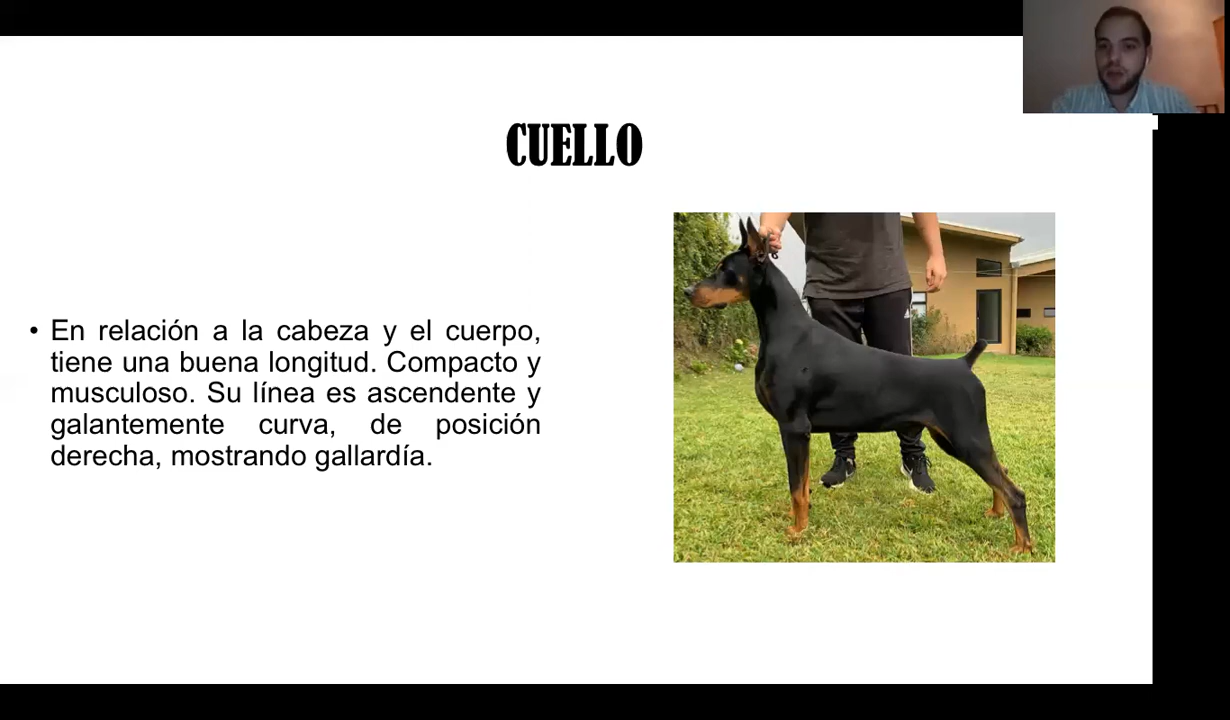 CUELLO
• En relación a la cabeza y el cuerpo,
tiene una buena longitud. Compacto y
musculoso. Su línea es ascendente y
galantemente curva, de posición
derecha, mostrando gallardía.